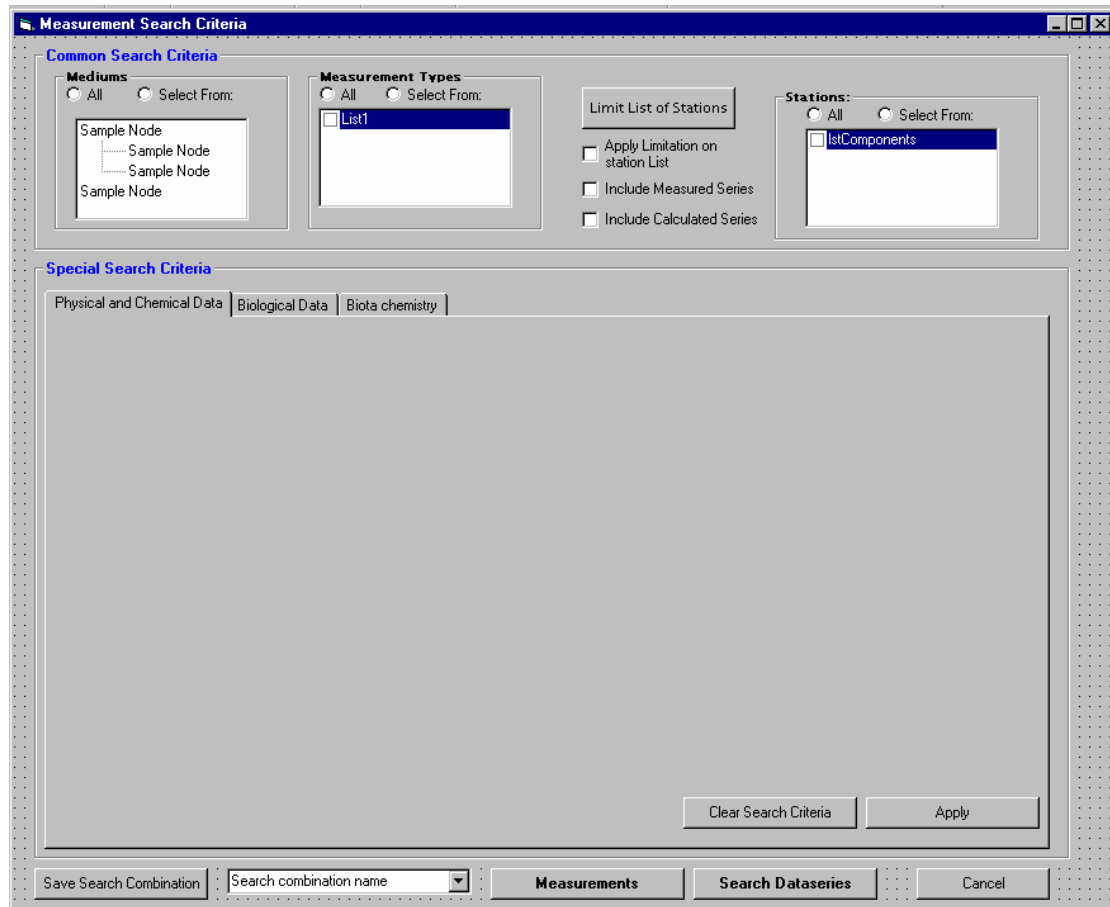 Measurement Search Criteria
Common Search Criteria
Mediums
All
Select From:
Sample Node
Sample Node
Sample Node
Sample Node
Measurement Types
All
Select From:
List1
Limit List of Stations
Apply Limitation on
station List
Include Measured Series
Include Calculated Series
Stations:
All
Select From:
lstComponents
Special Search Criteria
Physical and Chemical Data
Biological Data
Biota chemistry
Clear Search Criteria
Apply
Save Search Combination
Search combination name
Measurements
Search Dataseries
Cancel